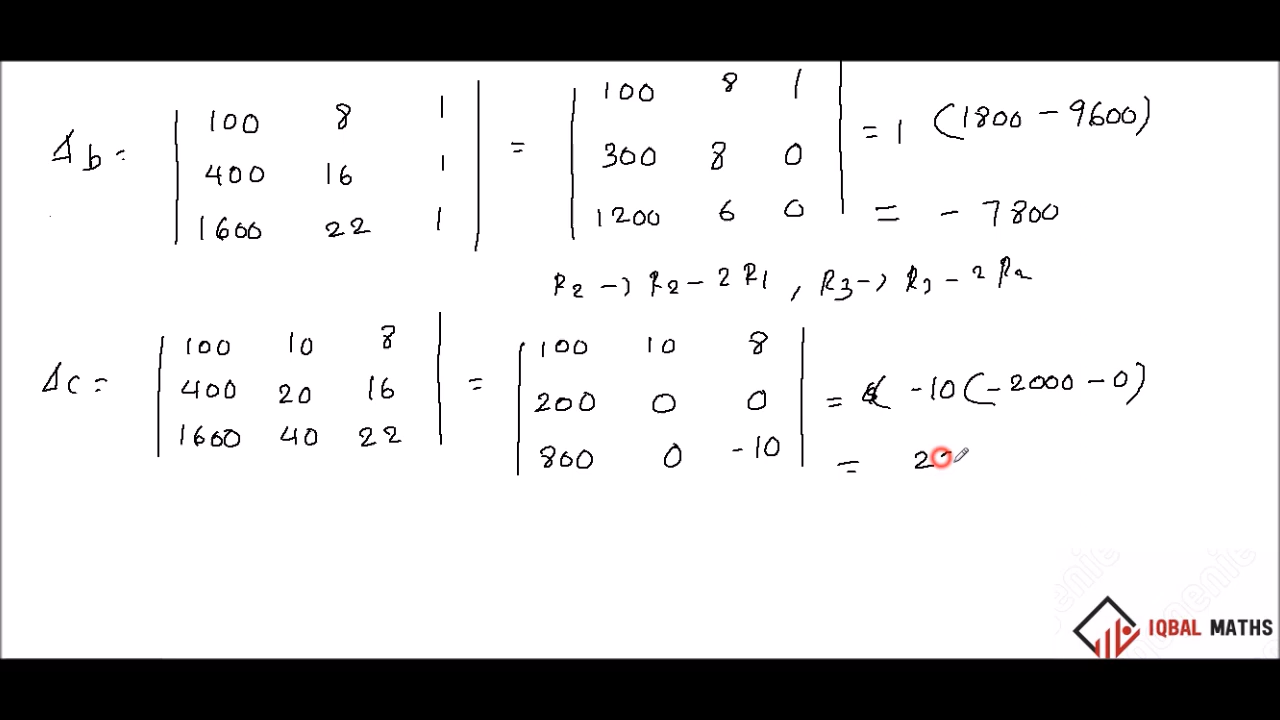 Δb = | 100 8 1 | = | 100 8 1 | = 1 (1800 - 9600)
| 400 16 1 | | 300 8 0 |
| 1600 22 1 | | 1200 6 0 | = - 7800
R2 → R2 - 2 R1 , R3 → R3 - 2 R2
Δc = | 100 10 8 | = | 100 10 8 | = -10 (-2000 - 0)
| 400 20 16 | | 200 0 0 |
| 1600 40 22 | | 800 0 -10 | = 20
IQBAL MATHS